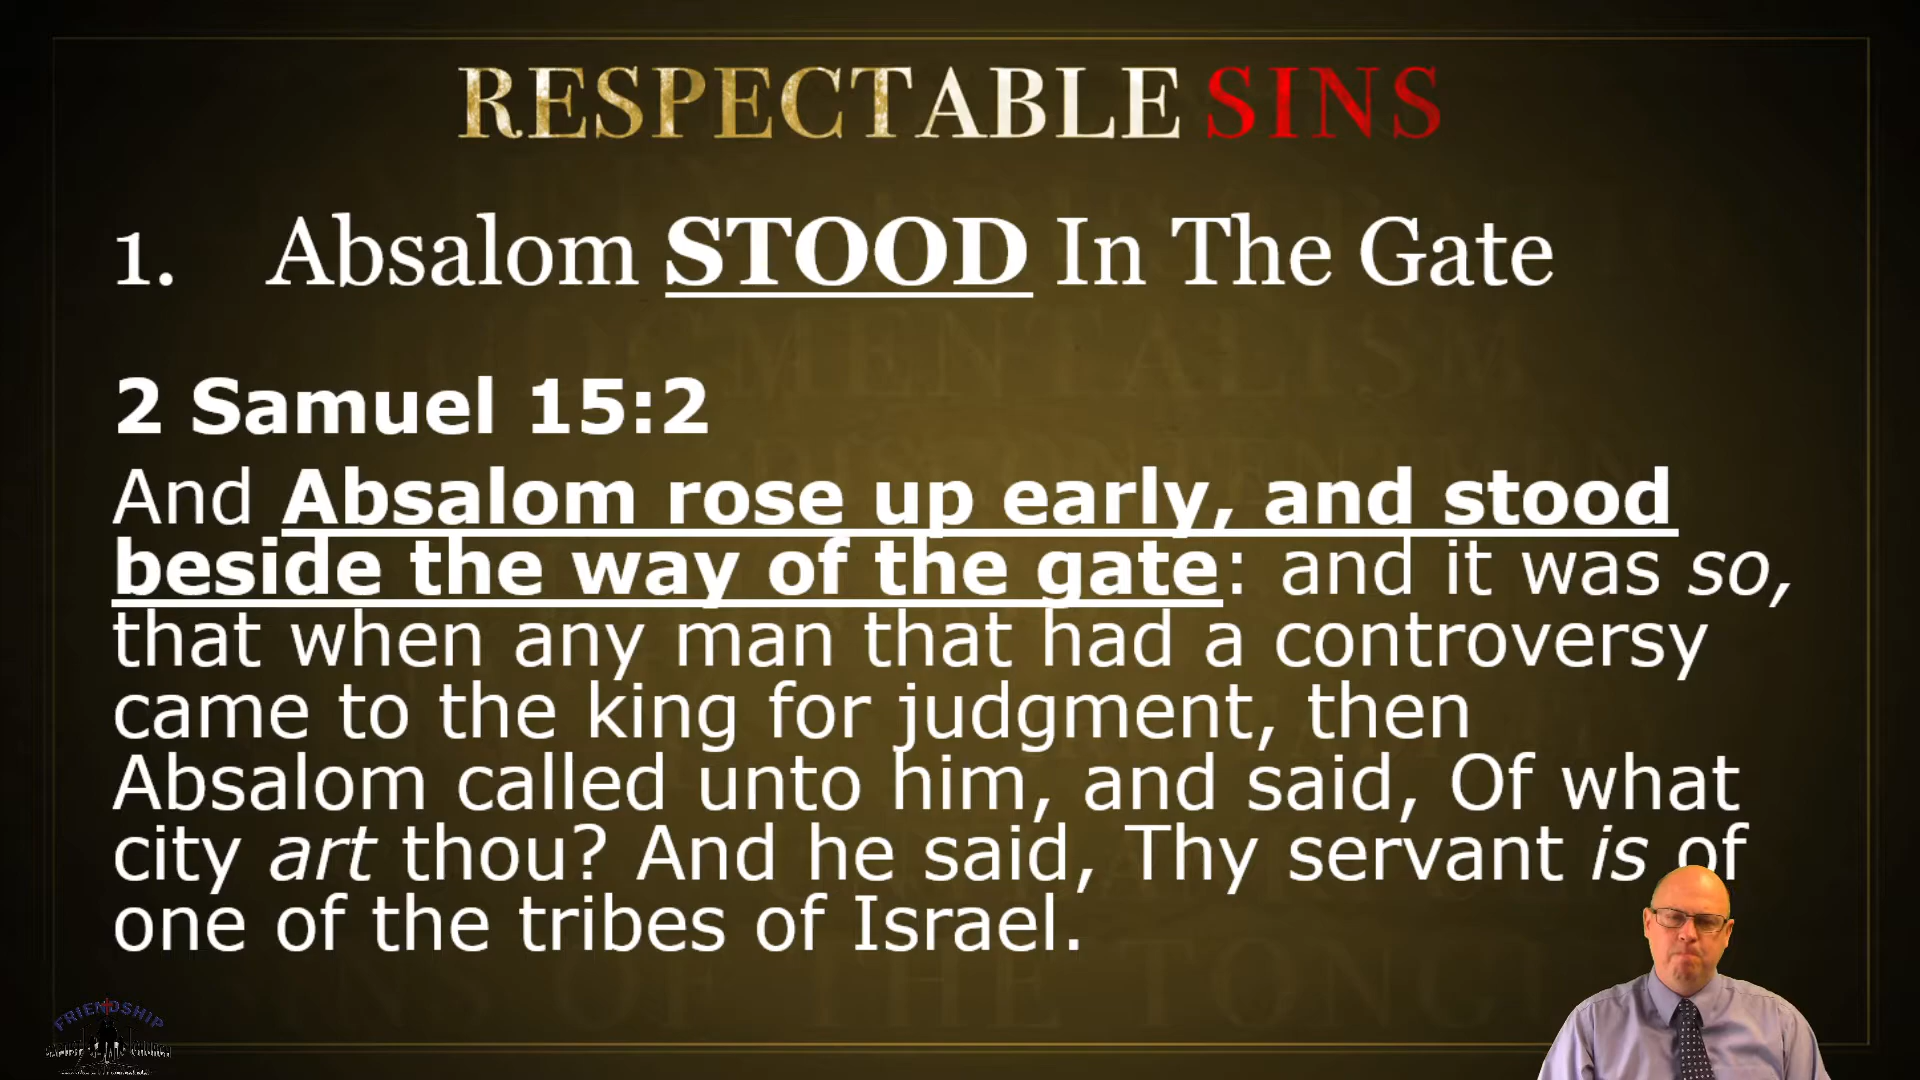 RESPECTABLE SINS
1. Absalom STOOD In The Gate
2 Samuel 15:2
And Absalom rose up early, and stood
beside the way of the gate: and it was so,
that when any man that had a controversy
came to the king for judgment, then
Absalom called unto him, and said, Of what
city art thou? And he said, Thy servant is of
one of the tribes of Israel.
FRIENDSHIP